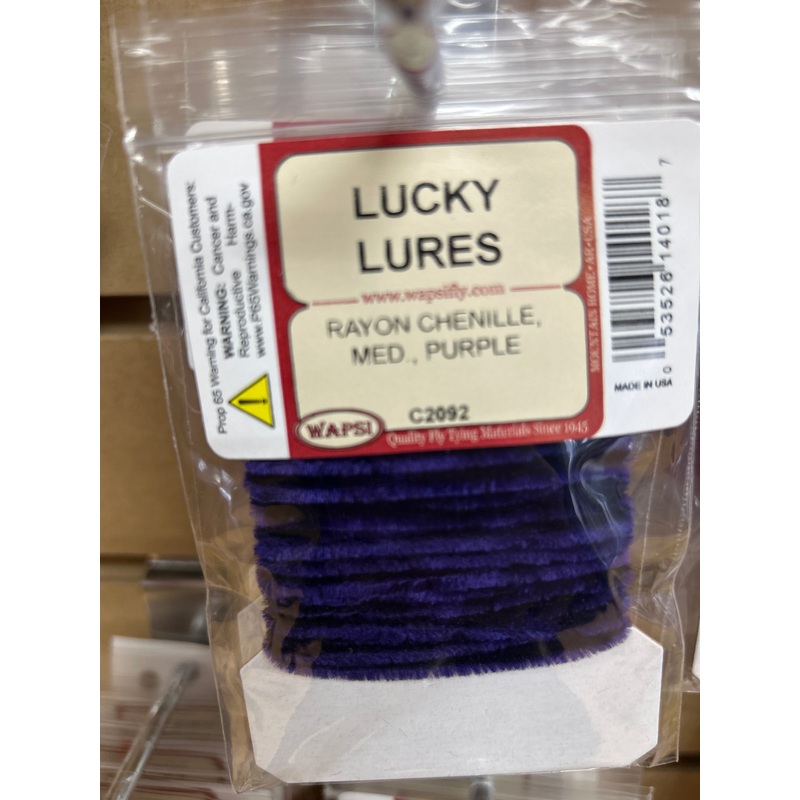 LUCKY
LURES
www.wapsifly.com
RAYON CHENILLE,
MED., PURPLE
C2092
WAPSI
Quality Fly Tying Materials Since 1945
MOUNTAIN HOME • AR • USA
Prop 65 Warning for California Customers:
WARNING: Cancer and
Reproductive Harm-
www.P65Warnings.ca.gov
0 53526 14018 7
MADE IN USA